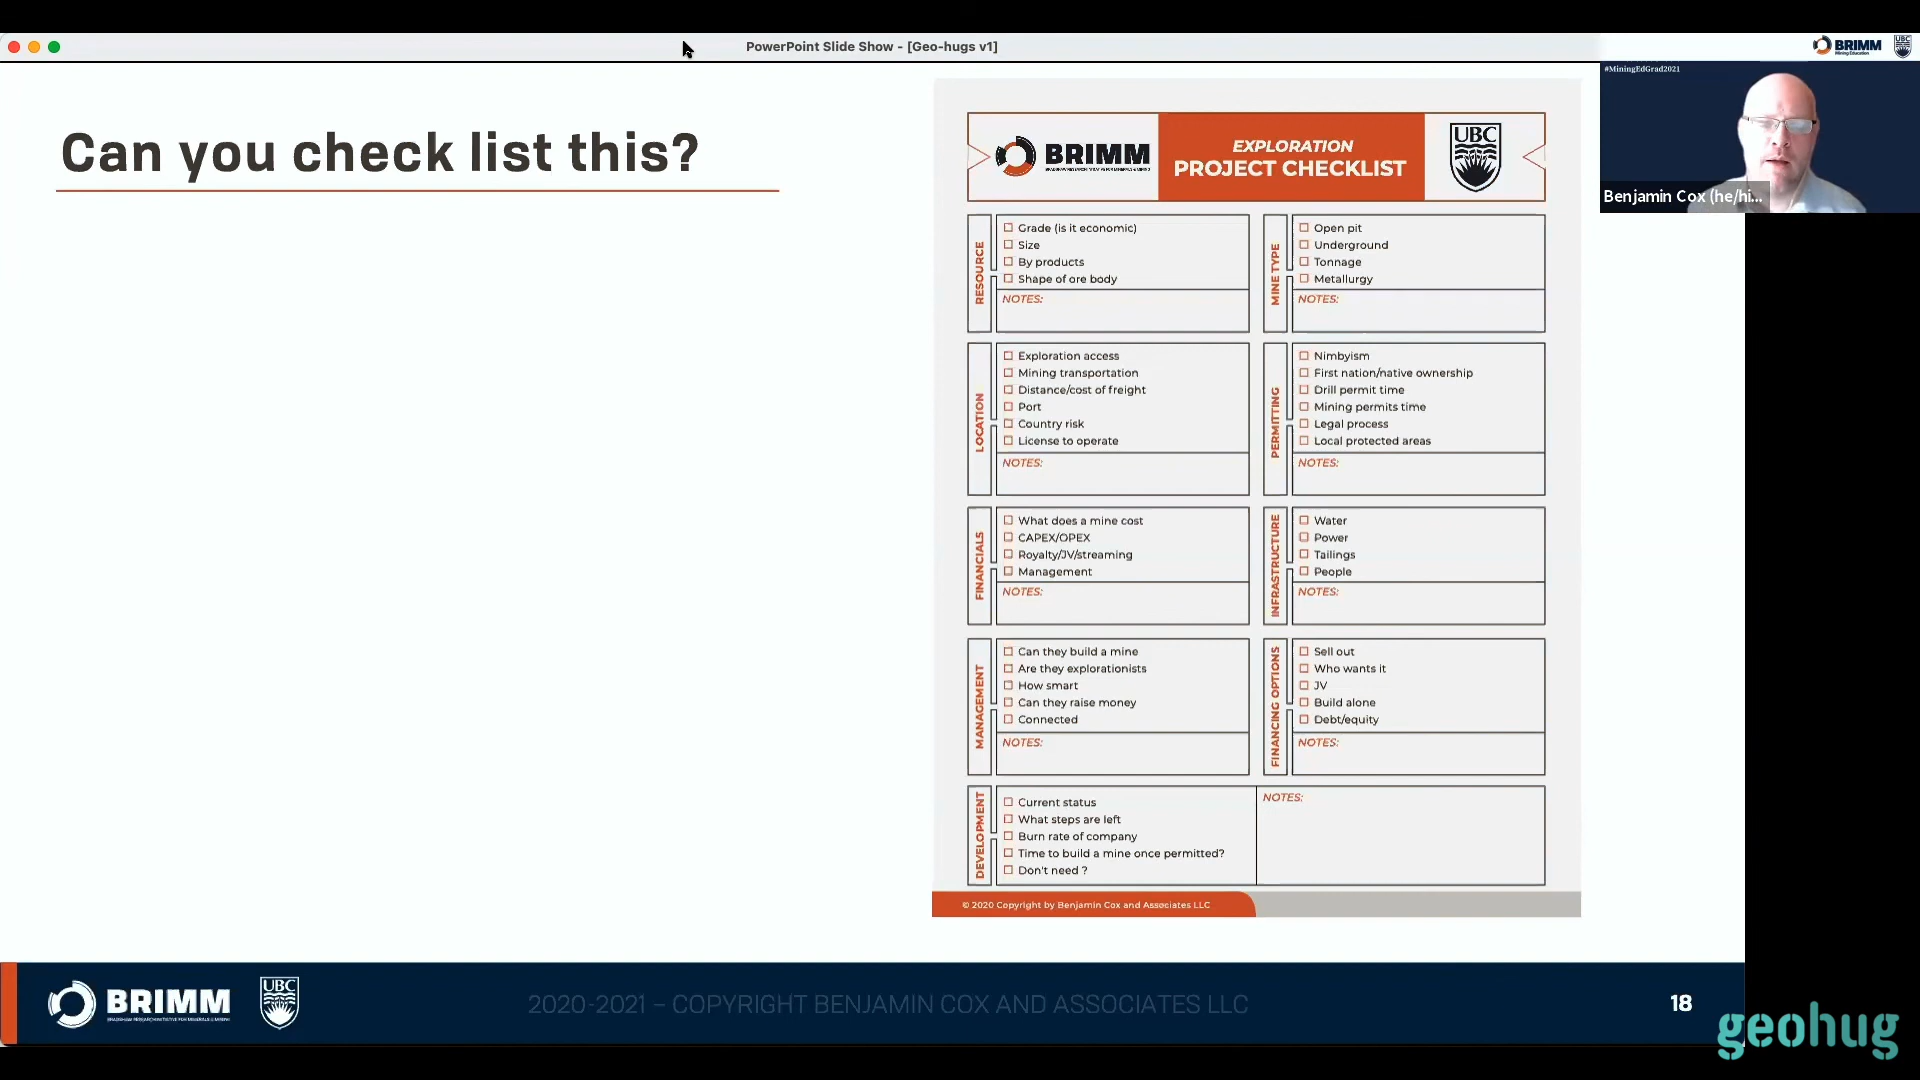 PowerPoint Slide Show - [Geo-hugs v1]
BRIMM
Mining Education
UBC
#MiningEdGrad2021
Benjamin Cox (he/hi...
Can you check list this?
BRIMM
EXPLORATION
PROJECT CHECKLIST
UBC
RESOURCE
Grade (is it economic)
Size
By products
Shape of ore body
NOTES:
MINE TYPE
Open pit
Underground
Tonnage
Metallurgy
NOTES:
LOCATION
Exploration access
Mining transportation
Distance/cost of freight
Port
Country risk
License to operate
NOTES:
PERMITTING
Nimbyism
First nation/native ownership
Drill permit time
Mining permits time
Legal process
Local protected areas
NOTES:
FINANCIALS
What does a mine cost
CAPEX/OPEX
Royalty/JV/streaming
Management
NOTES:
INFRASTRUCTURE
Water
Power
Tailings
People
NOTES:
MANAGEMENT
Can they build a mine
Are they explorationists
How smart
Can they raise money
Connected
NOTES:
FINANCING OPTIONS
Sell out
Who wants it
JV
Build alone
Debt/equity
NOTES:
DEVELOPMENT
Current status
What steps are left
Burn rate of company
Time to build a mine once permitted?
Don't need ?
NOTES:
© 2020 Copyright by Benjamin Cox and Associates LLC
BRIMM
UBC
2020-2021 – COPYRIGHT BENJAMIN COX AND ASSOCIATES LLC
18
geohug